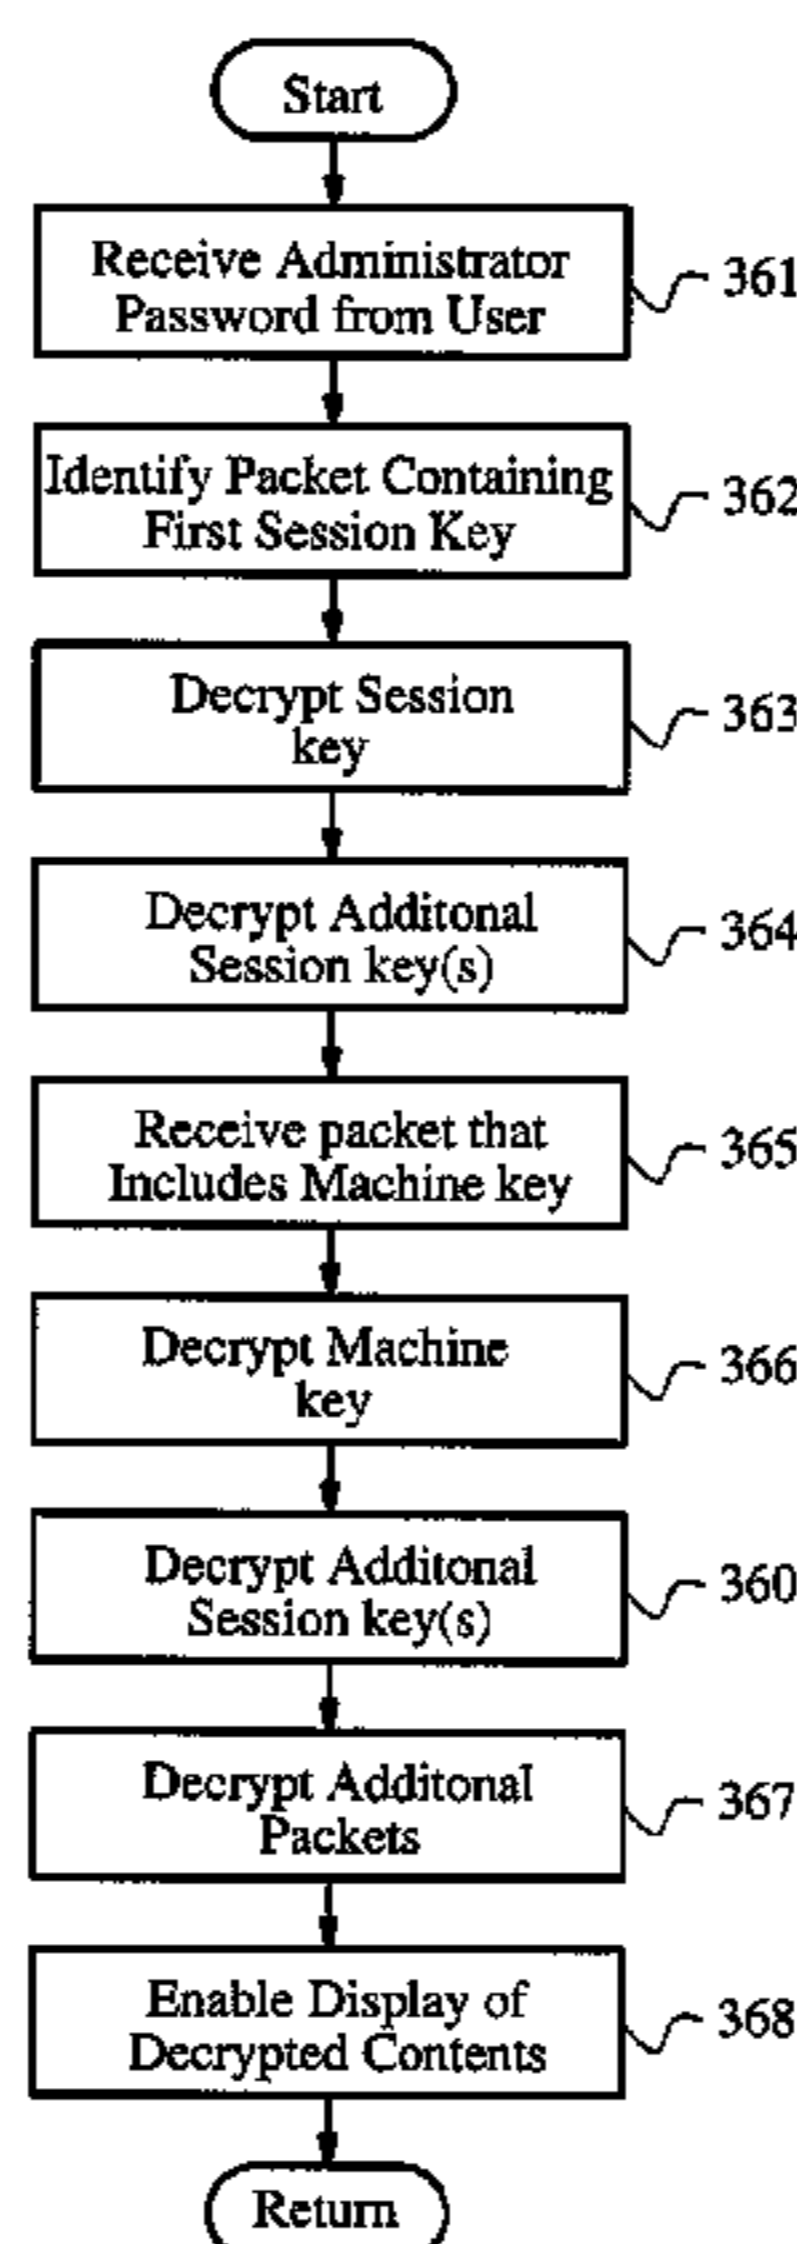 Start
Receive Administrator
Password from User
361
Identify Packet Containing
First Session Key
362
Decrypt Session
key
363
Decrypt Additonal
Session key(s)
364
Receive packet that
Includes Machine key
365
Decrypt Machine
key
366
Decrypt Additonal
Session key(s)
360
Decrypt Additonal
Packets
367
Enable Display of
Decrypted Contents
368
Return